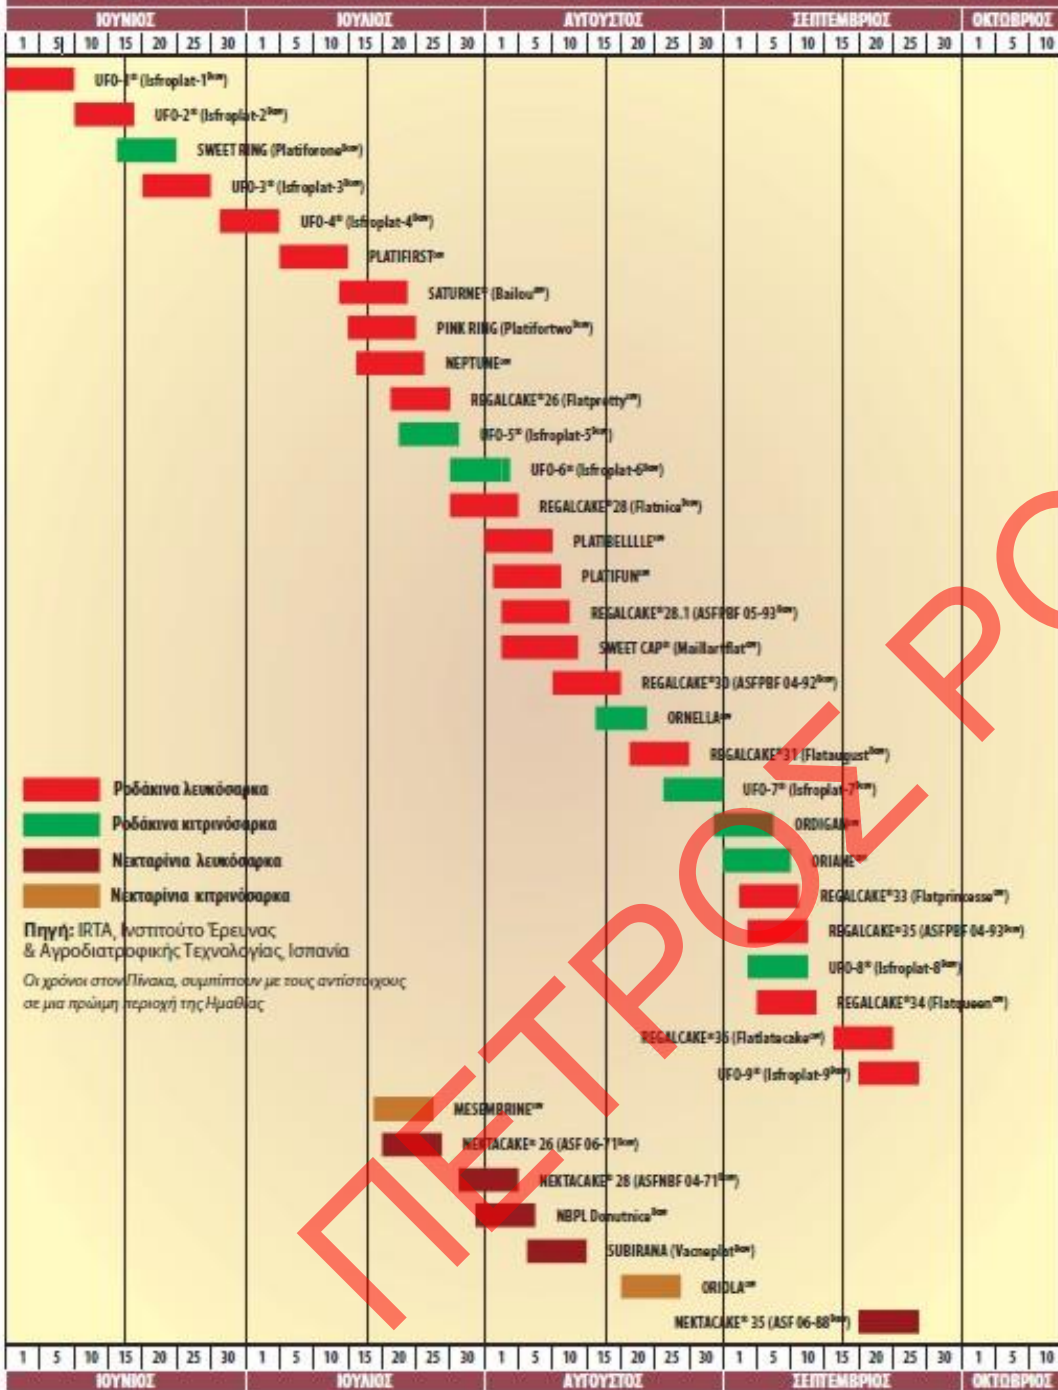 ΙΟΥΝΙΟΣ ΙΟΥΛΙΟΣ ΑΥΓΟΥΣΤΟΣ ΣΕΠΤΕΜΒΡΙΟΣ ΟΚΤΩΒΡΙΟΣ
1 5 10 15 20 25 30 1 5 10 15 20 25 30 1 5 10 15 20 25 30 1 5 10 15 20 25 30 1 5 10
UFO-1® (Isfroplat-1)
UFO-2® (Isfroplat-2)
SWEET RING (Platiforone)
UFO-3® (Isfroplat-3)
UFO-4® (Isfroplat-4)
PLATIFIRST
SATURNE® (Bailou)
PINK RING (Platifortwo)
NEPTUNE
REGALCAKE®26 (Flatpretty)
UFO-5® (Isfroplat-5)
UFO-6® (Isfroplat-6)
REGALCAKE®28 (Flatnice)
PLATIBELLLLE
PLATIFUN
REGALCAKE®28.1 (ASFPBF 05-93)
SWEET CAP® (Maillartflat)
REGALCAKE®30 (ASFPBF 04-92)
ORNELLA
REGALCAKE®31 (Flataugust)
UFO-7® (Isfroplat-7)
ORDIGAN
ORIANE
REGALCAKE®33 (Flatprincesse)
REGALCAKE®35 (ASFPBF 04-93)
UFO-8® (Isfroplat-8)
REGALCAKE®34 (Flatqueen)
REGALCAKE®36 (Flatlatecake)
UFO-9® (Isfroplat-9)
Ροδάκινα λευκόσαρκα
Ροδάκινα κιτρινόσαρκα
Νεκταρίνια λευκόσαρκα
Νεκταρίνια κιτρινόσαρκα
Πηγή: IRTA, Ινστιτούτο Έρευνας
& Αγροδιατροφικής Τεχνολογίας, Ισπανία
Οι χρόνοι στον Πίνακα, συμπίπτουν με τους αντίστοιχους
σε μια πρώιμη περιοχή της Ημαθίας
MESEMBRINE
NEKTACAKE® 26 (ASF 06-71)
NEKTACAKE® 28 (ASFNBF 04-71)
NBPL Donutnice
SUBIRANA (Vacneplat)
ORIOLA
NEKTACAKE® 35 (ASF 06-88)
1 5 10 15 20 25 30 1 5 10 15 20 25 30 1 5 10 15 20 25 30 1 5 10 15 20 25 30 1 5 10
ΙΟΥΝΙΟΣ ΙΟΥΛΙΟΣ ΑΥΓΟΥΣΤΟΣ ΣΕΠΤΕΜΒΡΙΟΣ ΟΚΤΩΒΡΙΟΣ
ΠΕΤΡΟΣ ΡΟ